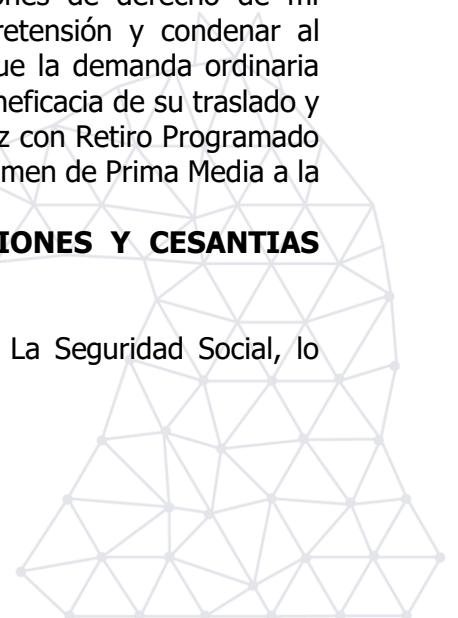 ones de derecho de mi
retensión y condenar al
ue la demanda ordinaria
neficacia de su traslado y
z con Retiro Programado
men de Prima Media a la
IONES Y CESANTIAS
La Seguridad Social, lo